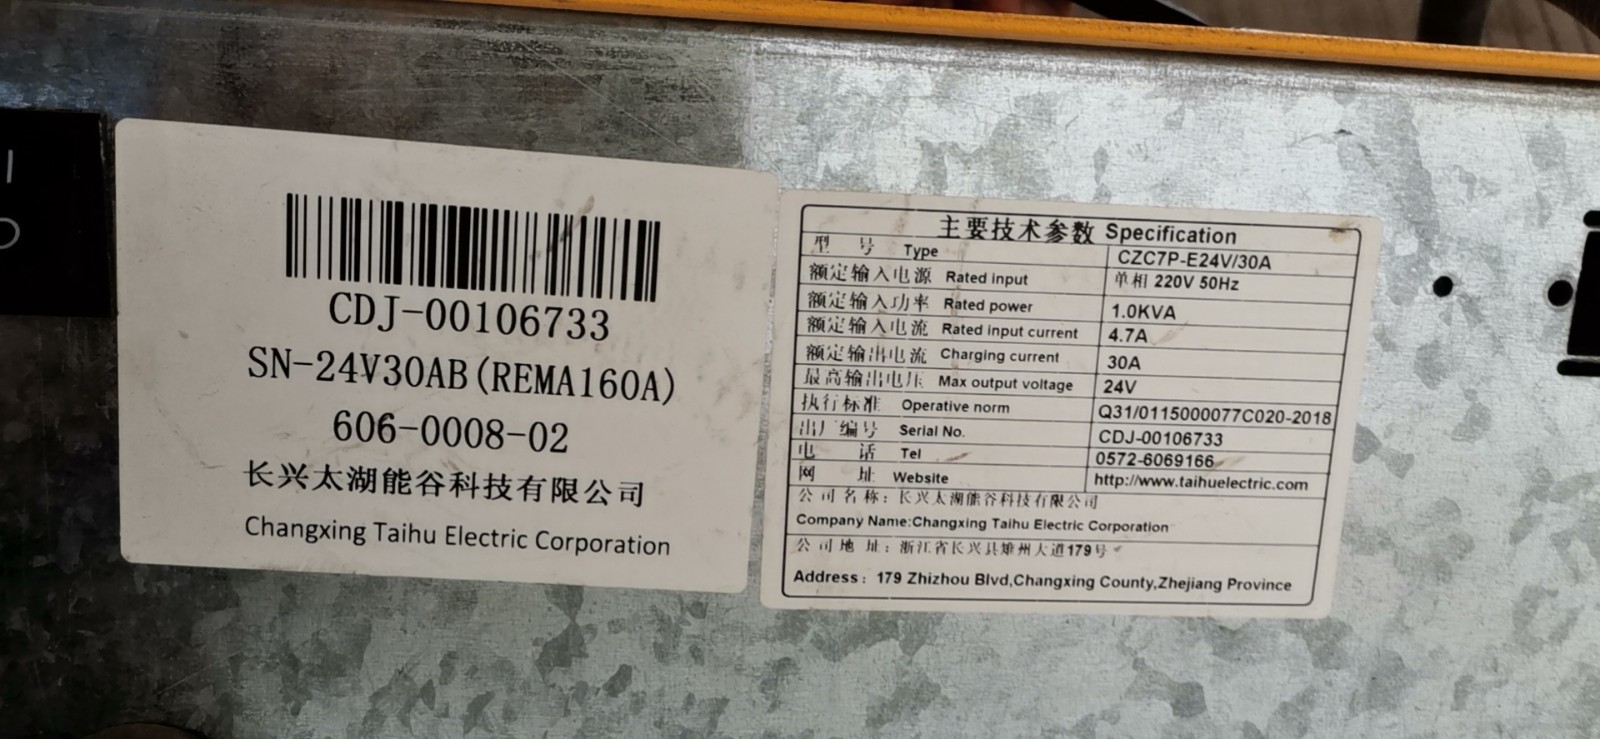 CDJ-00106733
SN-24V30AB(REMA160A)
606-0008-02
长兴太湖能谷科技有限公司
Changxing Taihu Electric Corporation
主要技术参数 Specification
型 号 Type CZC7P-E24V/30A
额定输入电源 Rated input 单相 220V 50Hz
额定输入功率 Rated power 1.0KVA
额定输入电流 Rated input current 4.7A
额定输出电流 Charging current 30A
最高输出电压 Max output voltage 24V
执行标准 Operative norm Q31/0115000077C020-2018
出厂编号 Serial No. CDJ-00106733
电 话 Tel 0572-6069166
网 址 Website http://www.taihuelectric.com
公司名称：长兴太湖能谷科技有限公司
Company Name:Changxing Taihu Electric Corporation
公司地址：浙江省长兴县雉州大道179号
Address：179 Zhizhou Blvd,Changxing County,Zhejiang Province